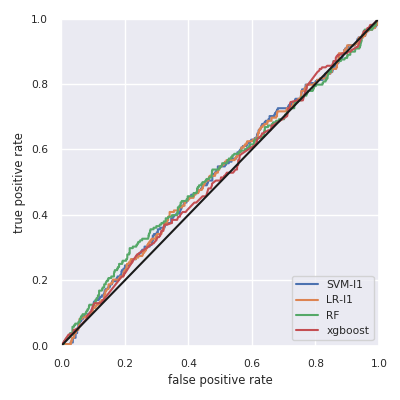 1.0
0.8
0.6
0.4
0.2
0.0
true positive rate
0.0 0.2 0.4 0.6 0.8 1.0
false positive rate
SVM-l1
LR-l1
RF
xgboost